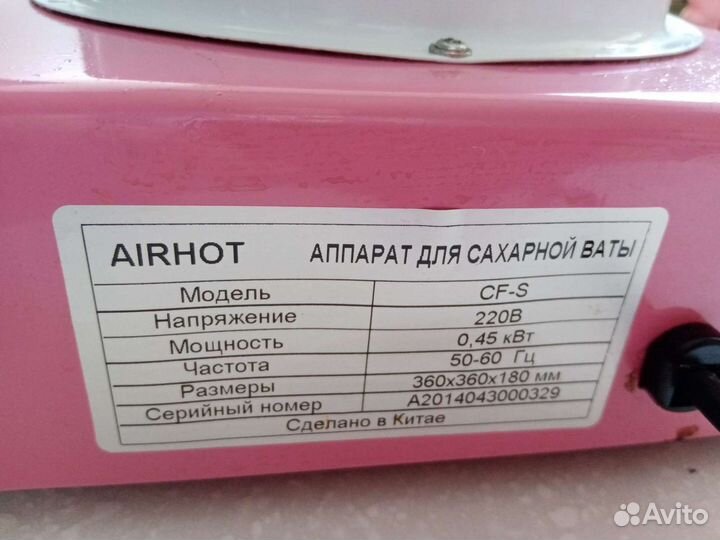 AIRHOT АППАРАТ ДЛЯ САХАРНОЙ ВАТЫ
Модель CF-S
Напряжение 220В
Мощность 0,45 кВт
Частота 50-60 Гц
Размеры 360х360х180 мм
Серийный номер A2014043000329
Сделано в Китае
Avito